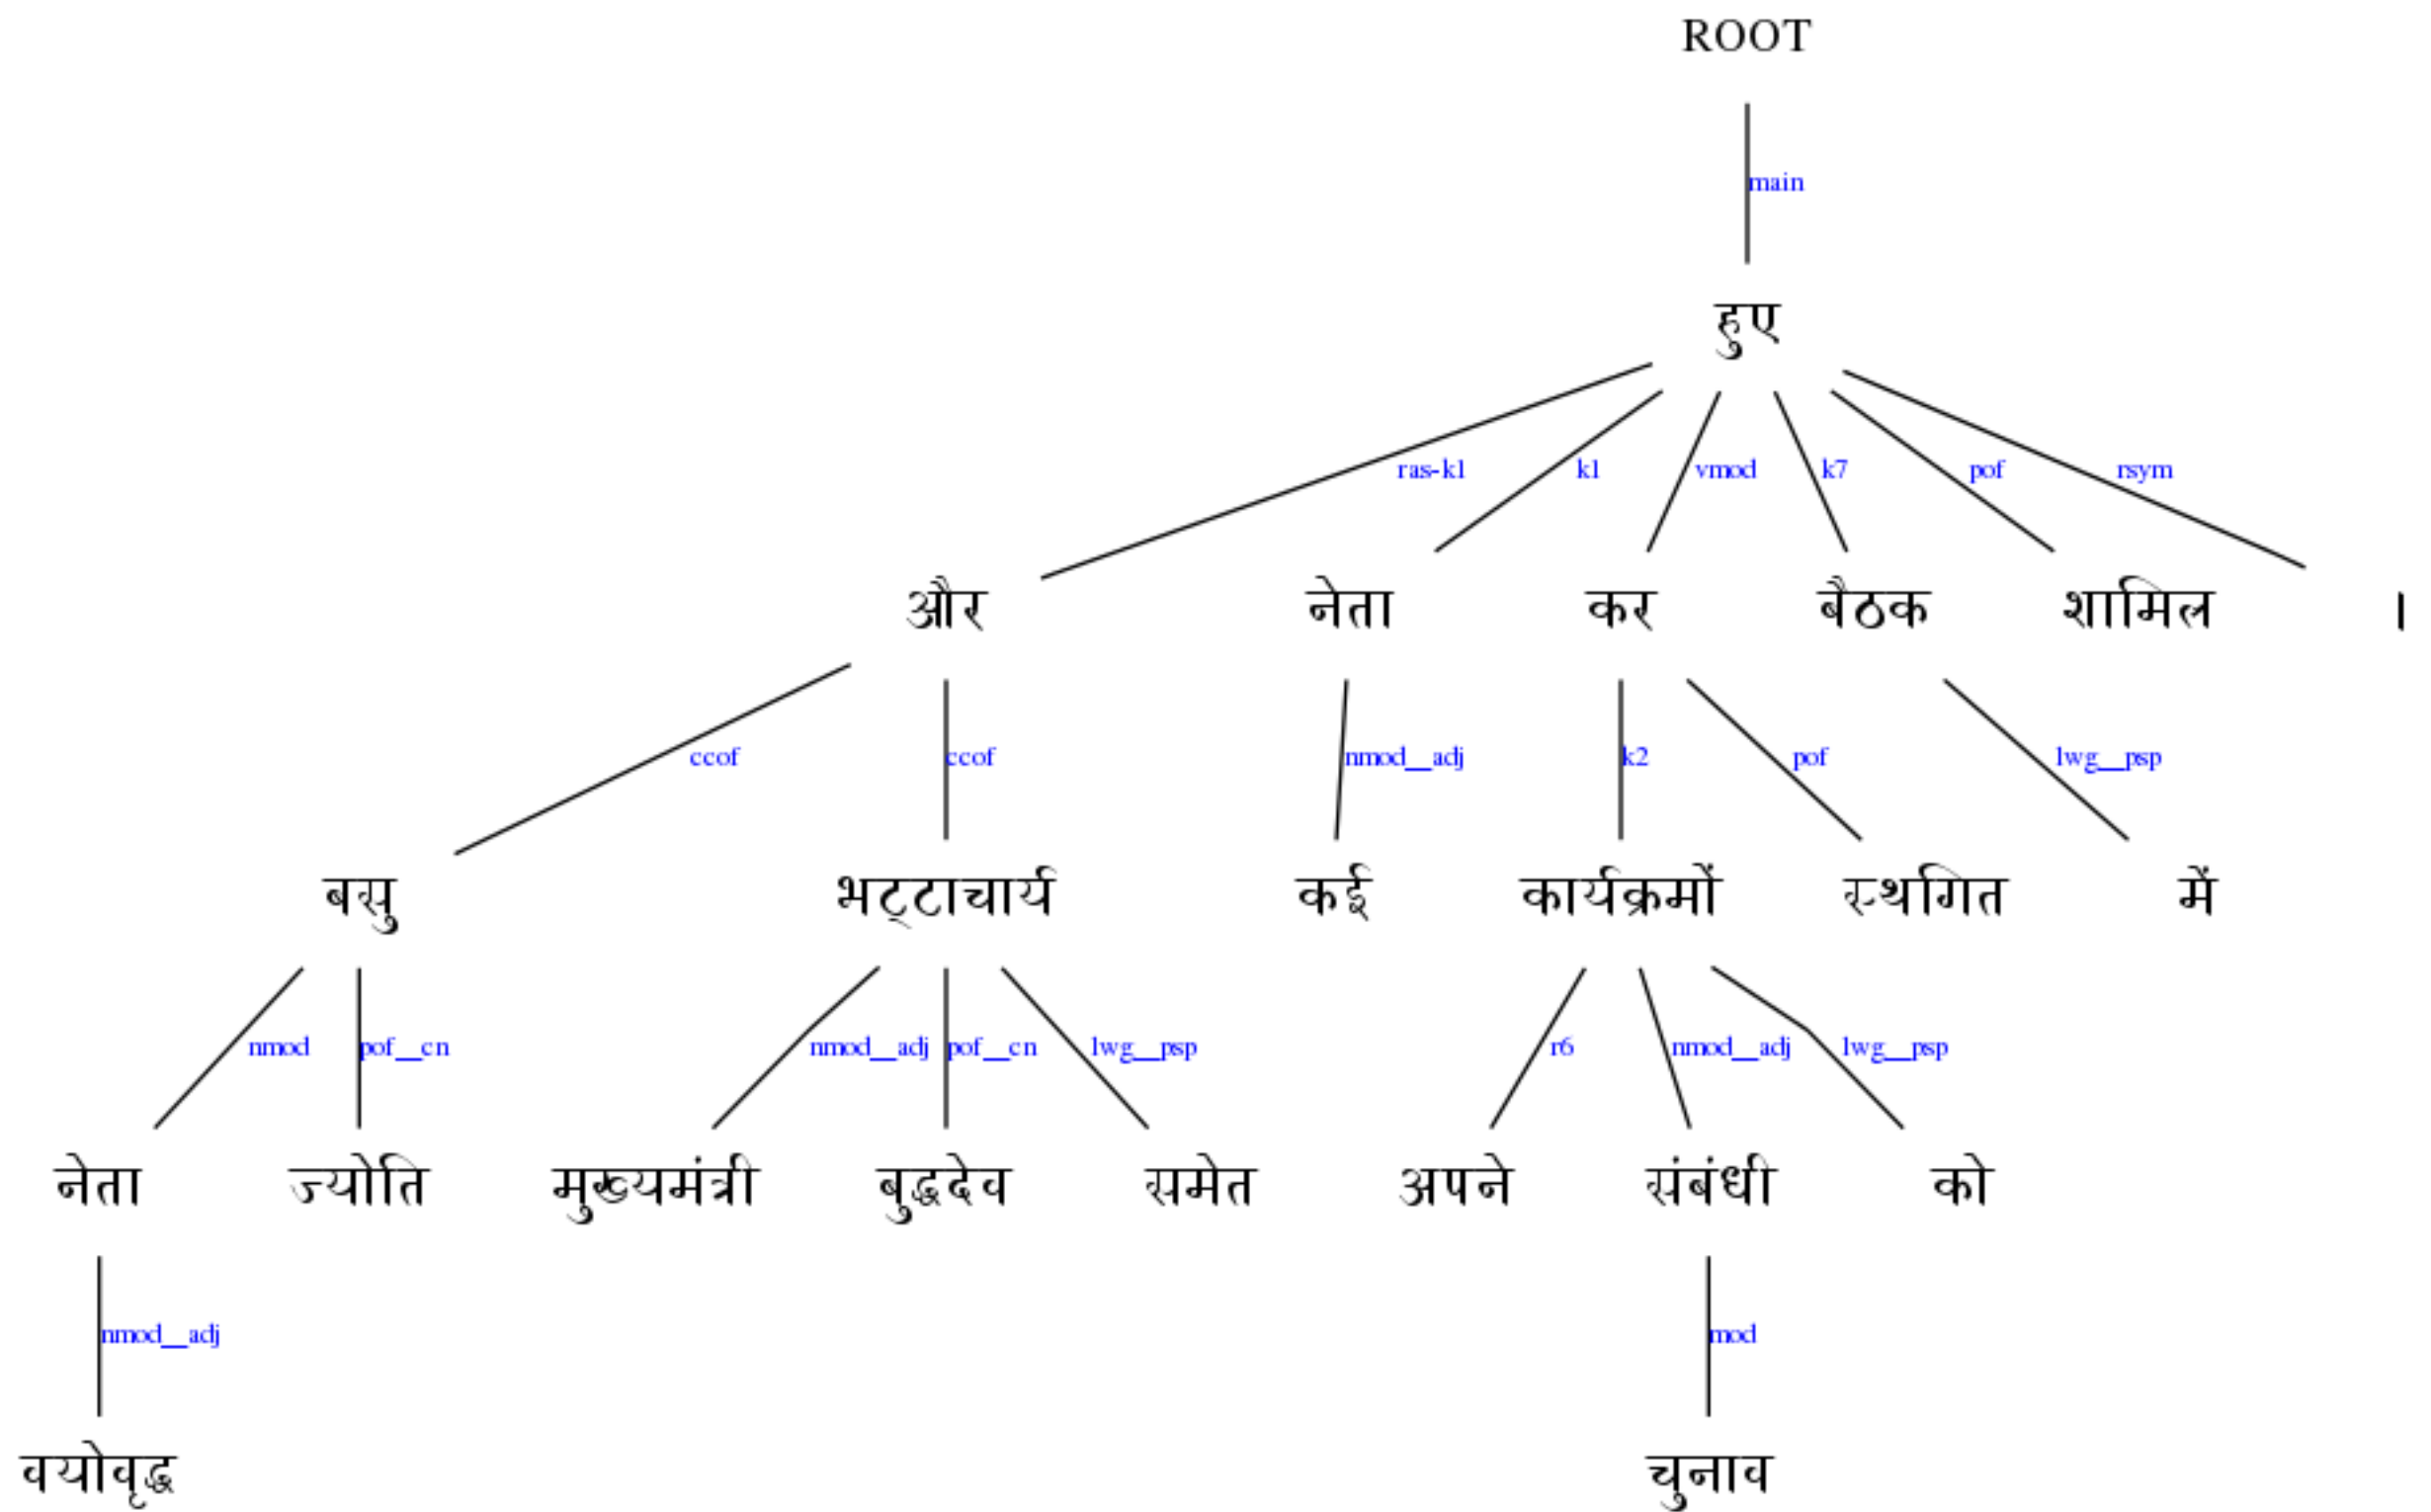 ROOT
main
हुए
ras-k1 k1 vmod k7 pof rsym
और नेता कर बैठक शामिल ।
ccof ccof nmod__adj k2 pof lwg__psp
बसु भट्टाचार्य कई कार्यक्रमों स्थगित में
nmod pof__cn nmod__adj pof__cn lwg__psp r6 nmod__adj lwg__psp
नेता ज्योति मुख्यमंत्री बुद्धदेव समेत अपने संबंधी को
nmod__adj mod
वयोवृद्ध चुनाव